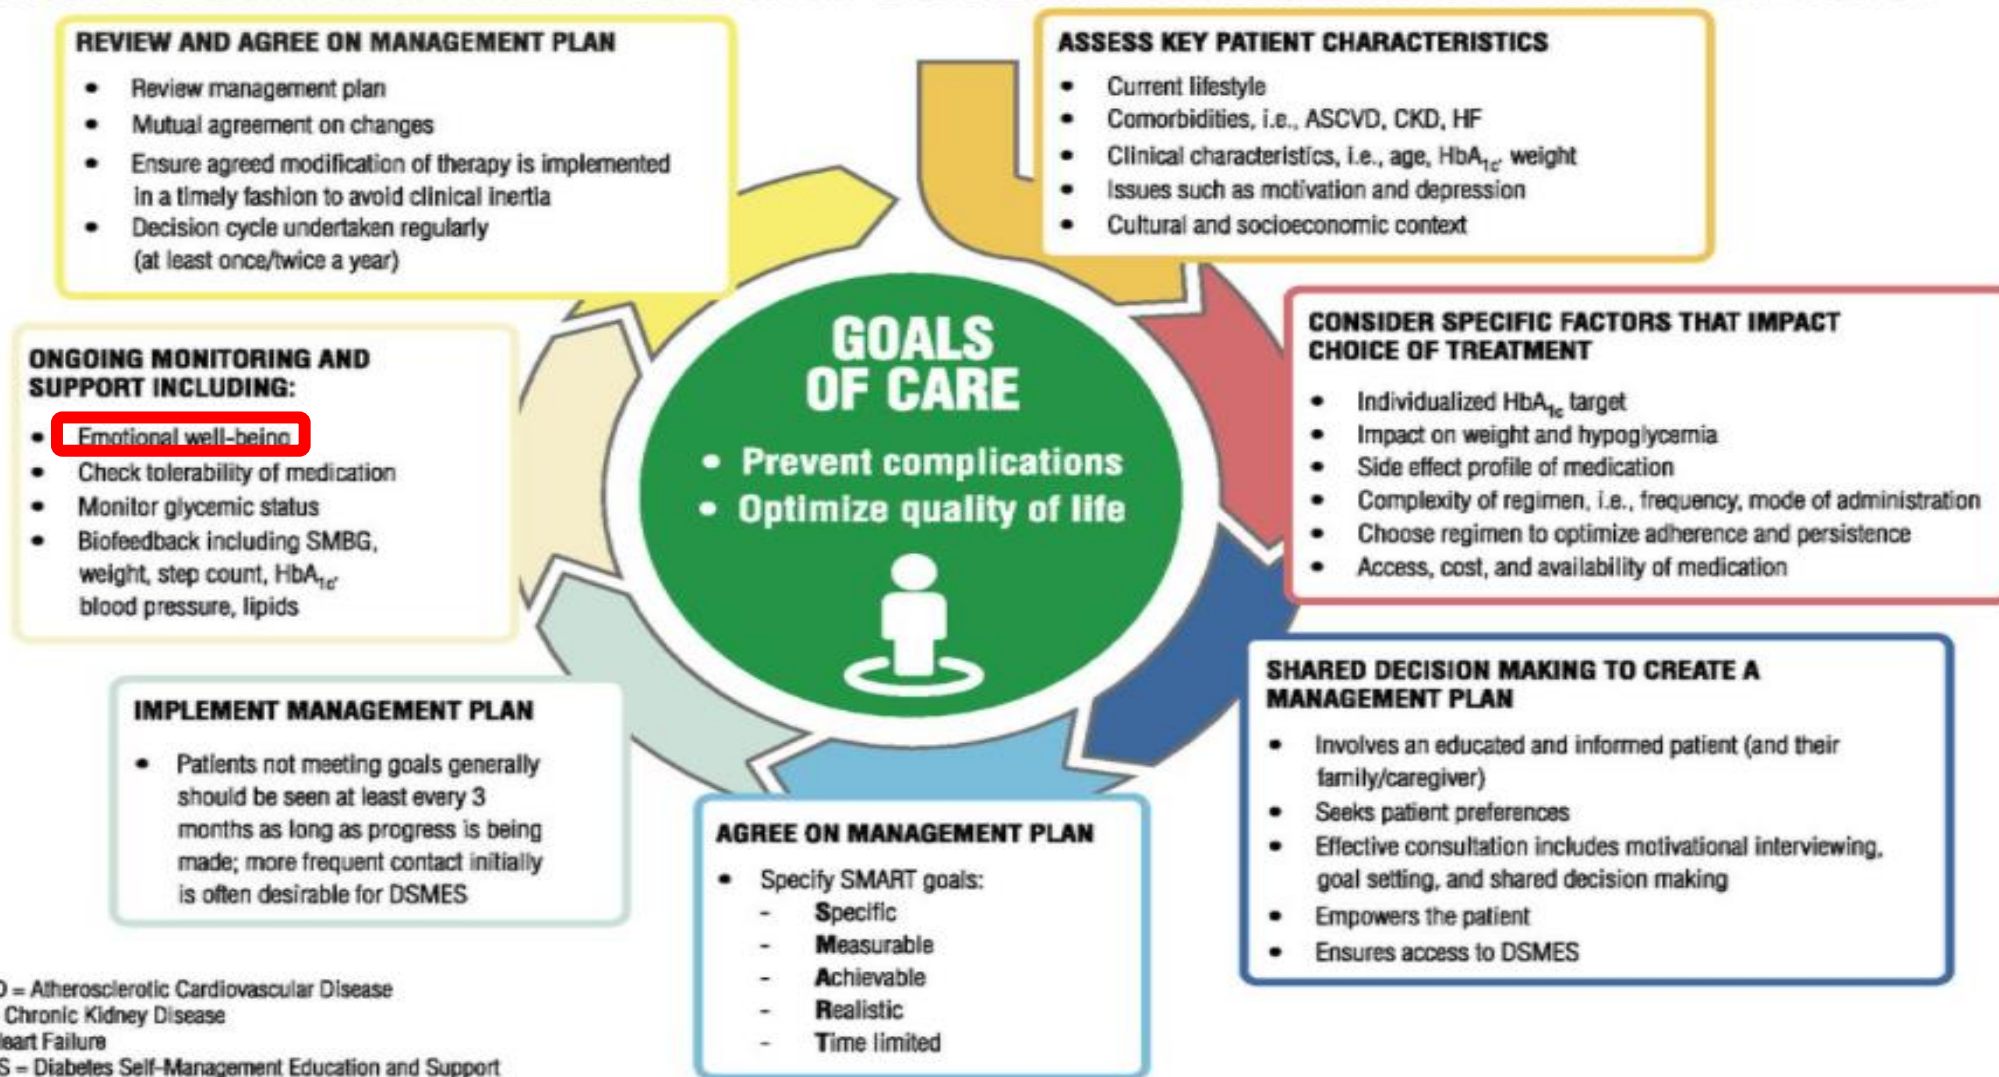 REVIEW AND AGREE ON MANAGEMENT PLAN
• Review management plan
• Mutual agreement on changes
• Ensure agreed modification of therapy is implemented
in a timely fashion to avoid clinical inertia
• Decision cycle undertaken regularly
(at least once/twice a year)
ASSESS KEY PATIENT CHARACTERISTICS
• Current lifestyle
• Comorbidities, i.e., ASCVD, CKD, HF
• Clinical characteristics, i.e., age, HbA1c, weight
• Issues such as motivation and depression
• Cultural and socioeconomic context
CONSIDER SPECIFIC FACTORS THAT IMPACT
CHOICE OF TREATMENT
• Individualized HbA1c target
• Impact on weight and hypoglycemia
• Side effect profile of medication
• Complexity of regimen, i.e., frequency, mode of administration
• Choose regimen to optimize adherence and persistence
• Access, cost, and availability of medication
SHARED DECISION MAKING TO CREATE A
MANAGEMENT PLAN
• Involves an educated and informed patient (and their
family/caregiver)
• Seeks patient preferences
• Effective consultation includes motivational interviewing,
goal setting, and shared decision making
• Empowers the patient
• Ensures access to DSMES
AGREE ON MANAGEMENT PLAN
• Specify SMART goals:
- Specific
- Measurable
- Achievable
- Realistic
- Time limited
IMPLEMENT MANAGEMENT PLAN
• Patients not meeting goals generally
should be seen at least every 3
months as long as progress is being
made; more frequent contact initially
is often desirable for DSMES
ONGOING MONITORING AND
SUPPORT INCLUDING:
• Emotional well-being
• Check tolerability of medication
• Monitor glycemic status
• Biofeedback including SMBG,
weight, step count, HbA1c,
blood pressure, lipids
GOALS
OF CARE
• Prevent complications
• Optimize quality of life
= Atherosclerotic Cardiovascular Disease
Chronic Kidney Disease
Failure
= Diabetes Self-Management Education and Support